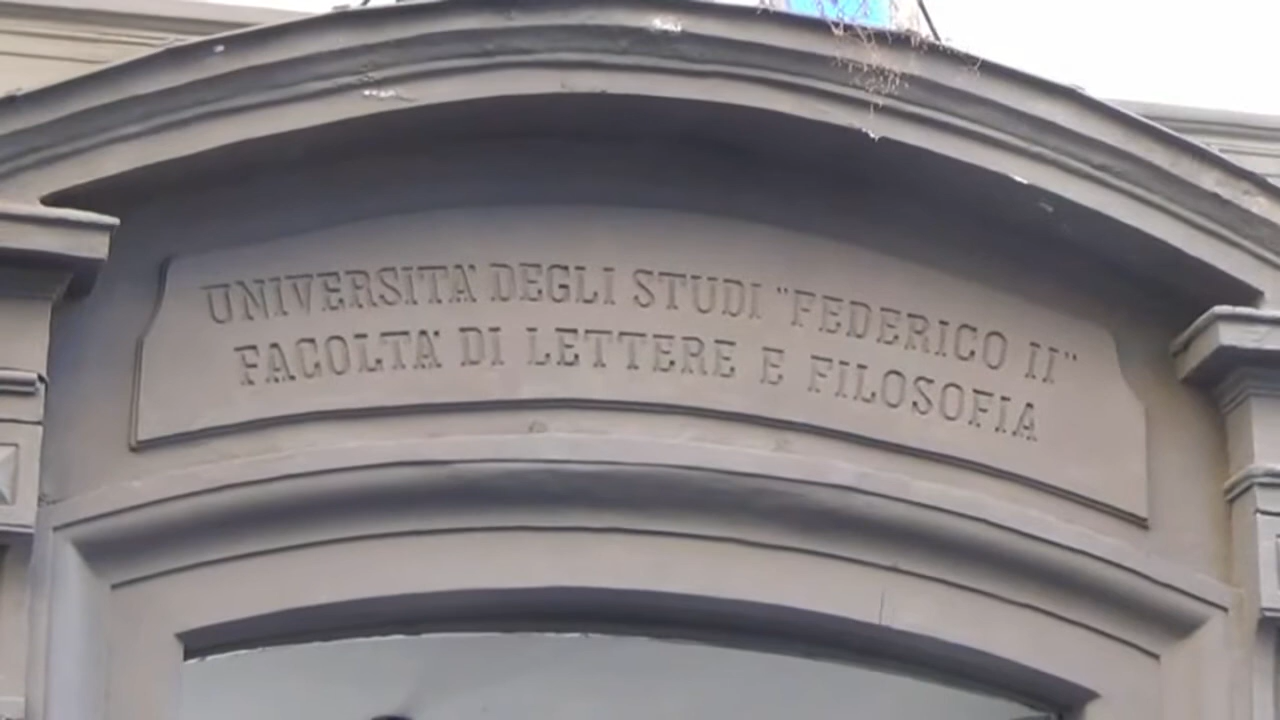 UNIVERSITA' DEGLI STUDI "FEDERICO II"
FACOLTA' DI LETTERE E FILOSOFIA